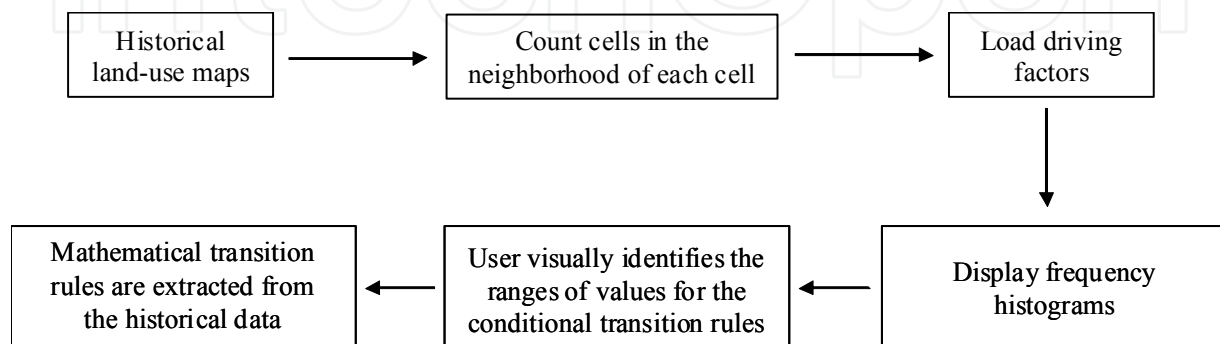 Historical
land-use maps
Count cells in the
neighborhood of each cell
Load driving
factors
Display frequency
histograms
User visually identifies the
ranges of values for the
conditional transition rules
Mathematical transition
rules are extracted from
the historical data